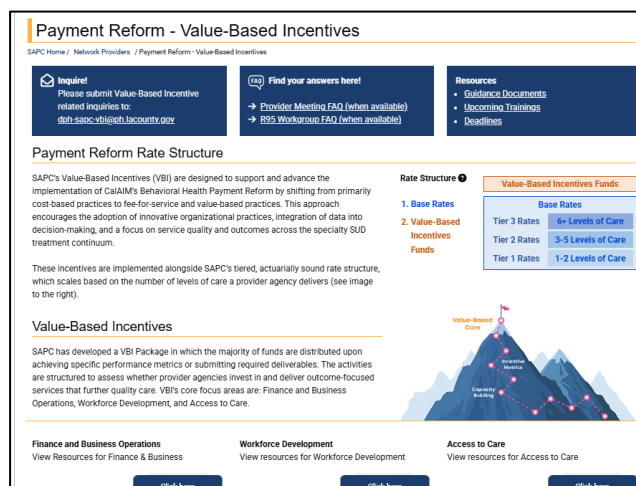 Payment Reform - Value-Based Incentives
SAPC Home / Network Providers / Payment Reform - Value-Based Incentives
Inquire!
Please submit Value-Based Incentive
related inquiries to:
dph-sapc-vbi@ph.lacounty.gov
FAQ Find your answers here!
→ Provider Meeting FAQ (when available)
→ R95 Workgroup FAQ (when available)
Resources
• Guidance Documents
• Upcoming Trainings
• Deadlines
Payment Reform Rate Structure
SAPC's Value-Based Incentives (VBI) are designed to support and advance the
implementation of CalAIM's Behavioral Health Payment Reform by shifting from primarily
cost-based practices to fee-for-service and value-based practices. This approach
encourages the adoption of innovative organizational practices, integration of data into
decision-making, and a focus on service quality and outcomes across the specialty SUD
treatment continuum.
These incentives are implemented alongside SAPC's tiered, actuarially sound rate structure,
which scales based on the number of levels of care a provider agency delivers (see image
to the right).
Rate Structure ?
1. Base Rates
2. Value-Based
Incentives
Funds
Value-Based Incentives Funds
Base Rates
Tier 3 Rates 6+ Levels of Care
Tier 2 Rates 3-5 Levels of Care
Tier 1 Rates 1-2 Levels of Care
Value-Based Incentives
SAPC has developed a VBI Package in which the majority of funds are distributed upon
achieving specific performance metrics or submitting required deliverables. The activities
are structured to assess whether provider agencies invest in and deliver outcome-focused
services that further quality care. VBI's core focus areas are: Finance and Business
Operations, Workforce Development, and Access to Care.
Value-Based
Care
Incentive
Metrics
Capacity
Building
Finance and Business Operations
View Resources for Finance & Business
Click here
Workforce Development
View resources for Workforce Development
Click here
Access to Care
View resources for Access to Care
Click here